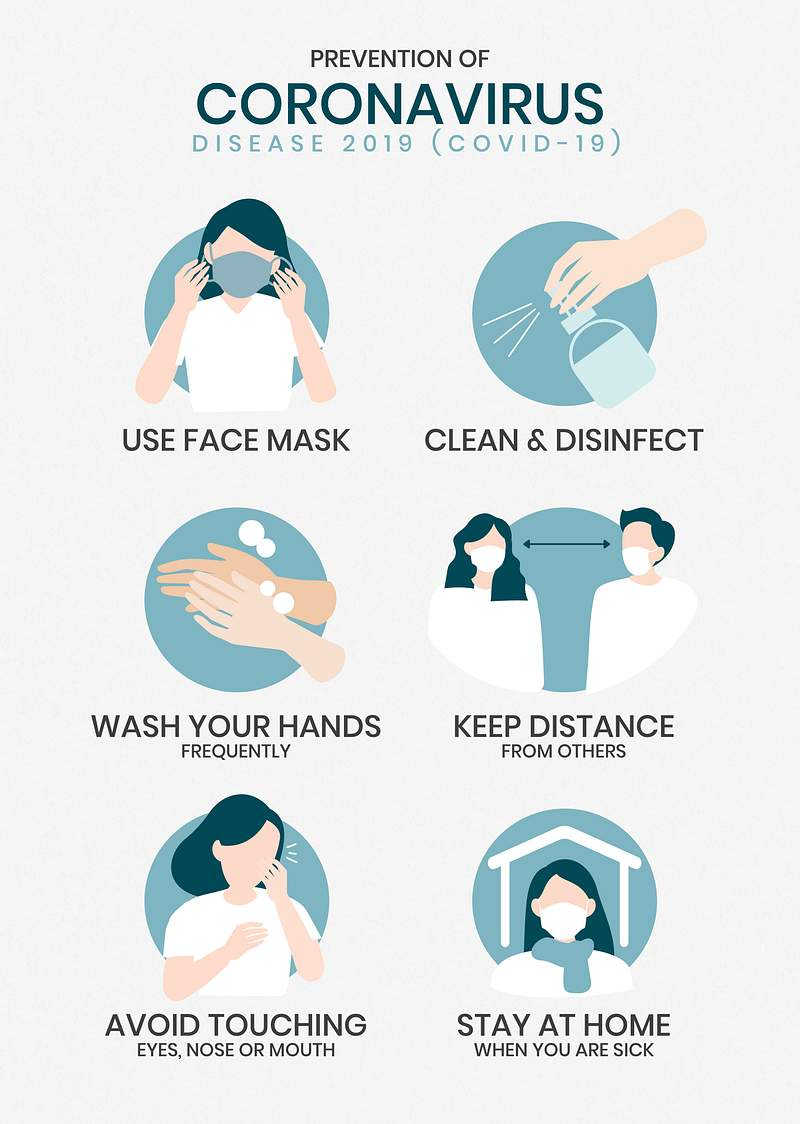 PREVENTION OF
CORONAVIRUS
DISEASE 2019 (COVID-19)
USE FACE MASK
CLEAN & DISINFECT
WASH YOUR HANDS
FREQUENTLY
KEEP DISTANCE
FROM OTHERS
AVOID TOUCHING
EYES, NOSE OR MOUTH
STAY AT HOME
WHEN YOU ARE SICK